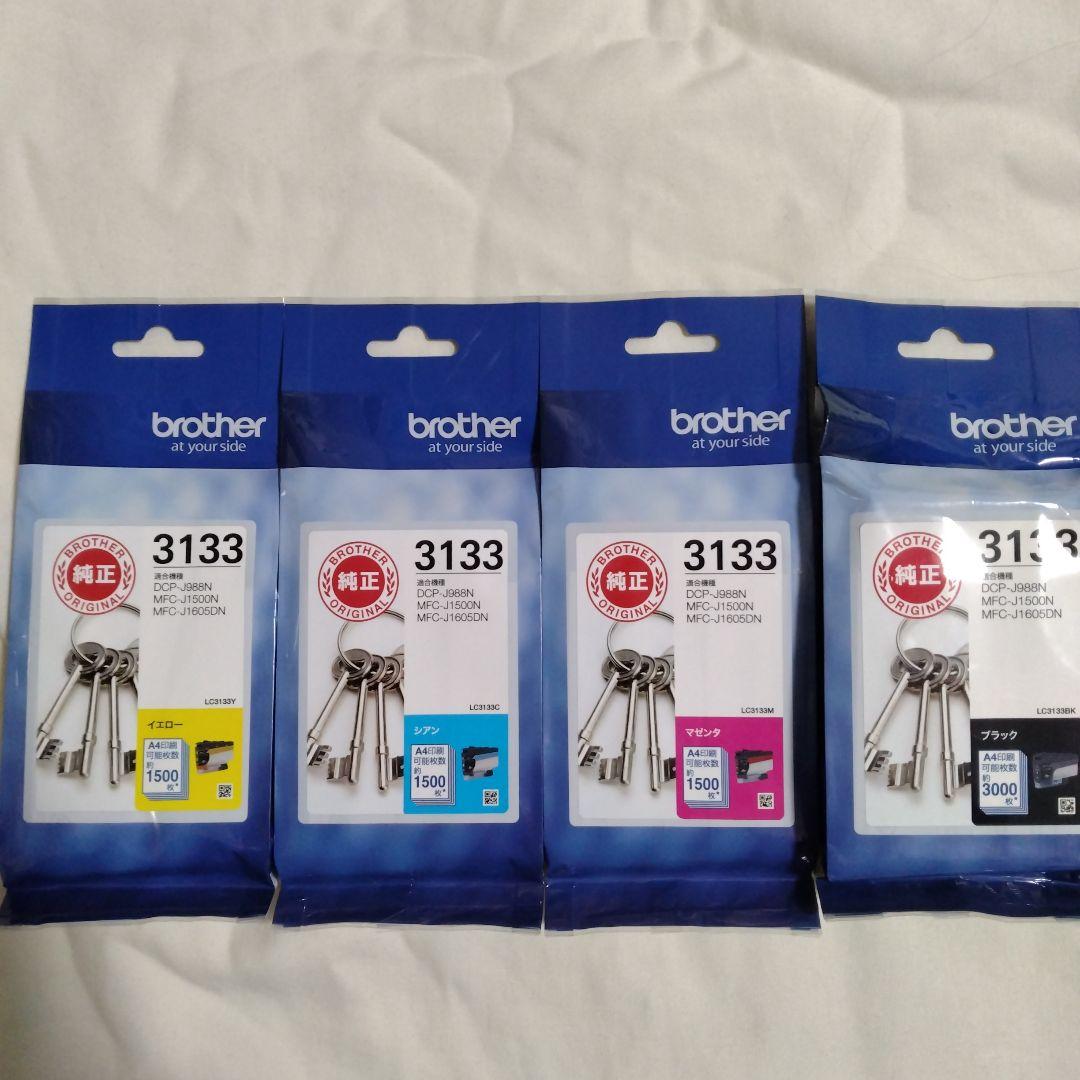 brother
at your side
BROTHER
純正
ORIGINAL
3133
適合機種
DCP-J988N
MFC-J1500N
MFC-J1605DN
LC3133Y
イエロー
A4印刷
可能枚数
約
1500
枚*
brother
at your side
BROTHER
純正
ORIGINAL
3133
適合機種
DCP-J988N
MFC-J1500N
MFC-J1605DN
LC3133C
シアン
A4印刷
可能枚数
約
1500
枚*
brother
at your side
BROTHER
純正
ORIGINAL
3133
適合機種
DCP-J988N
MFC-J1500N
MFC-J1605DN
LC3133M
マゼンタ
A4印刷
可能枚数
約
1500
枚*
brother
at your side
BROTHER
純正
ORIGINAL
3133
適合機種
DCP-J988N
MFC-J1500N
MFC-J1605DN
LC3133BK
ブラック
A4印刷
可能枚数
約
3000
枚*